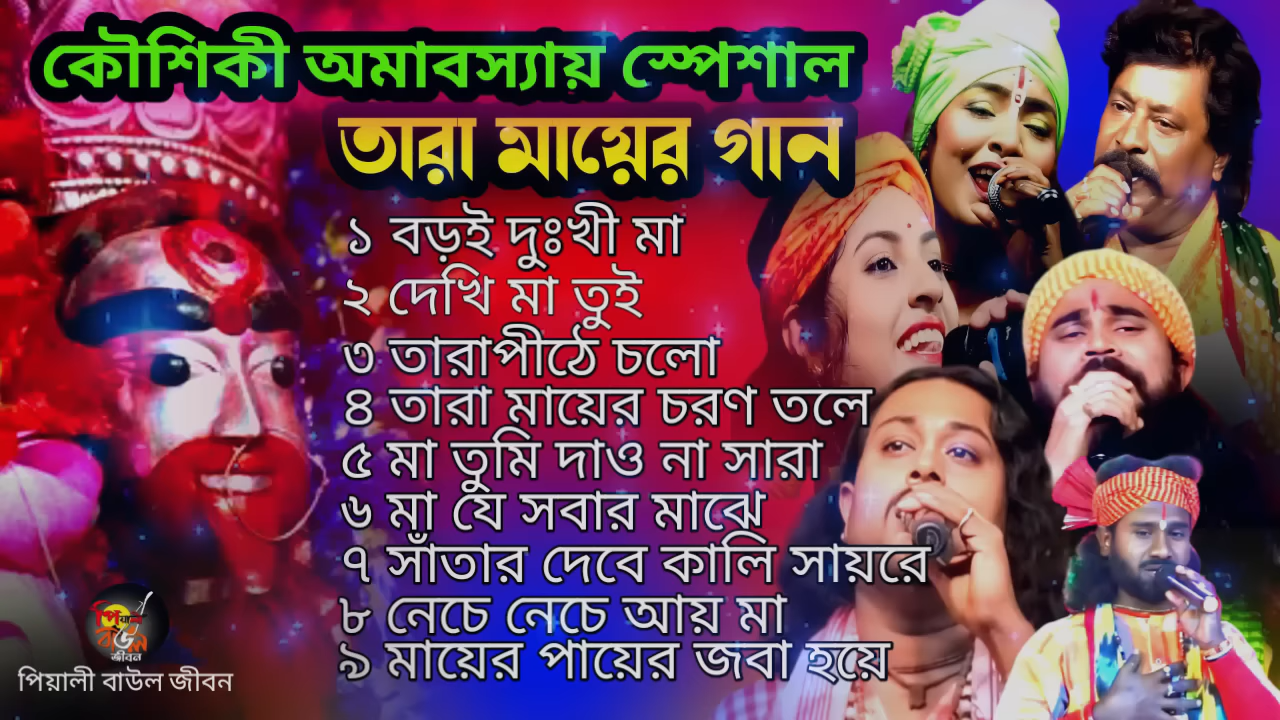 কৌশিকী অমাবস্যায় স্পেশাল
তারা মায়ের গান
১ বড়ই দুঃখী মা
২ দেখি মা তুই
৩ তারাপীঠে চলো
৪ তারা মায়ের চরণ তলে
৫ মা তুমি দাও না সারা
৬ মা যে সবার মাঝে
৭ সাঁতার দেবে কালি সায়রে
৮ নেচে নেচে আয় মা
৯ মায়ের পায়ের জবা হয়ে
জীবন
পিয়ালী বাউল জীবন